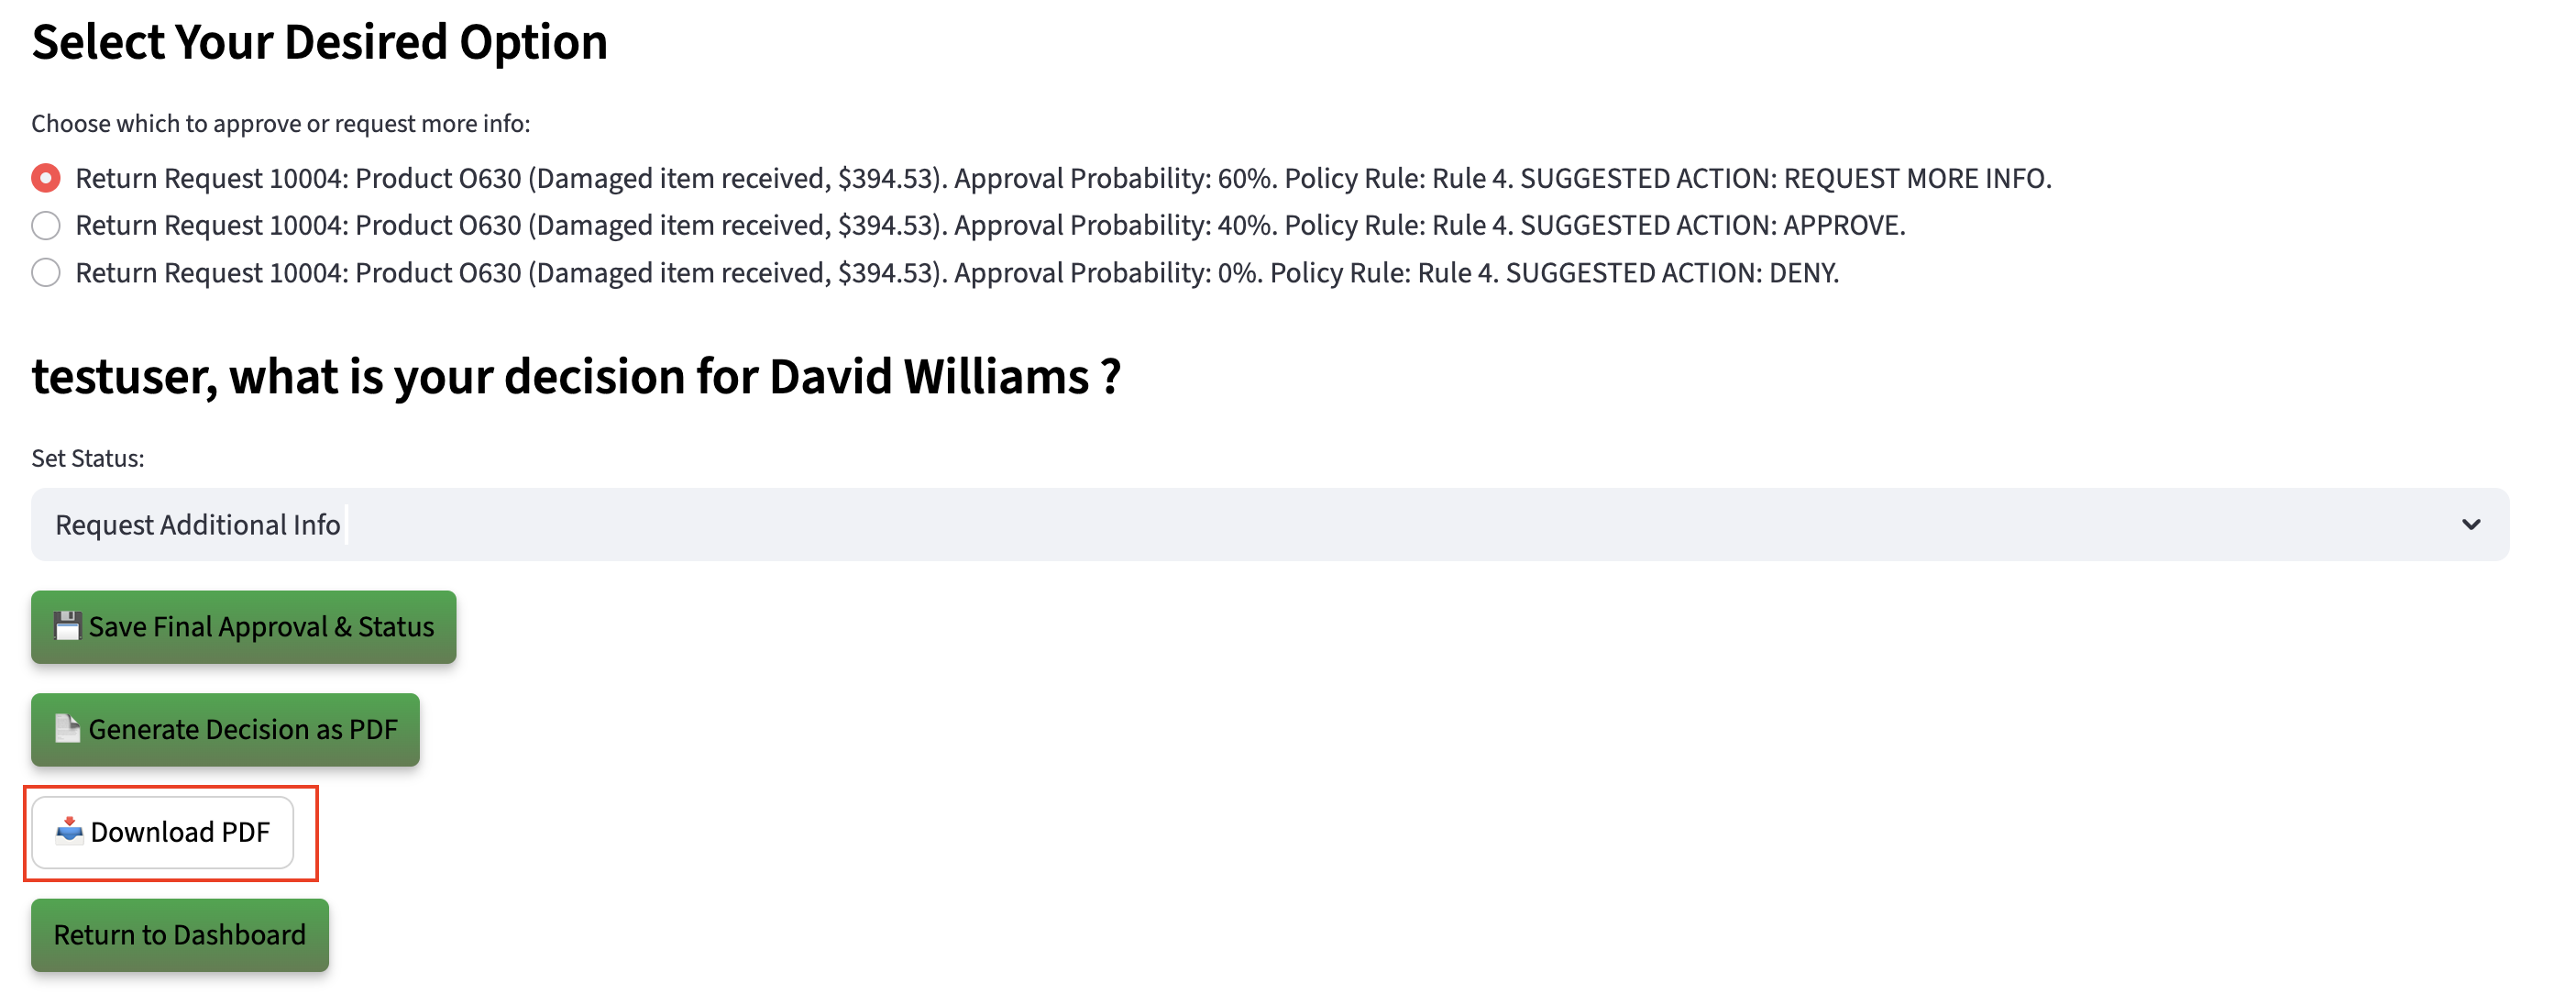 Select Your Desired Option
Choose which to approve or request more info:
Return Request 10004: Product O630 (Damaged item received, $394.53). Approval Probability: 60%. Policy Rule: Rule 4. SUGGESTED ACTION: REQUEST MORE INFO.
Return Request 10004: Product O630 (Damaged item received, $394.53). Approval Probability: 40%. Policy Rule: Rule 4. SUGGESTED ACTION: APPROVE.
Return Request 10004: Product O630 (Damaged item received, $394.53). Approval Probability: 0%. Policy Rule: Rule 4. SUGGESTED ACTION: DENY.
testuser, what is your decision for David Williams ?
Set Status:
Request Additional Info
Save Final Approval & Status
Generate Decision as PDF
Download PDF
Return to Dashboard